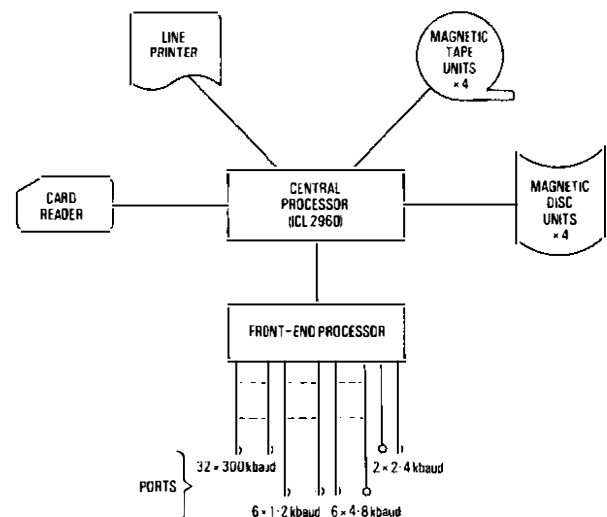 LINE
PRINTER
MAGNETIC
TAPE
UNITS
× 4
CARD
READER
CENTRAL
PROCESSOR
(ICL 2960)
MAGNETIC
DISC
UNITS
× 4
FRONT-END PROCESSOR
32 × 300 kbaud
2 × 2·4 kbaud
PORTS
6 × 1·2 kbaud
6 × 4·8 kbaud